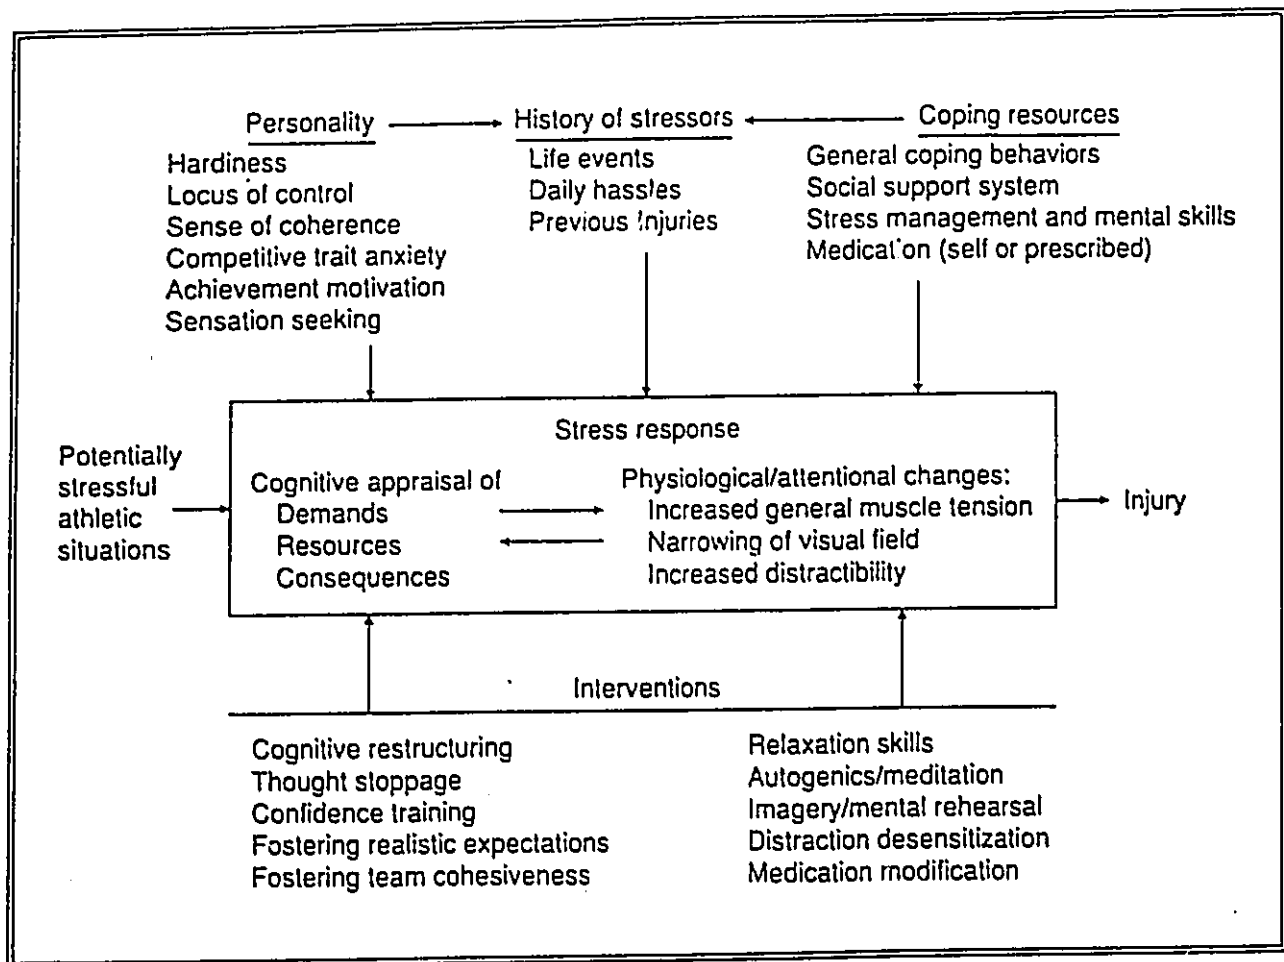 Personality
History of stressors
Coping resources
Hardiness
Locus of control
Sense of coherence
Competitive trait anxiety
Achievement motivation
Sensation seeking
Life events
Daily hassles
Previous injuries
General coping behaviors
Social support system
Stress management and mental skills
Medication (self or prescribed)
Potentially
stressful
athletic
situations
Stress response
Cognitive appraisal of
Demands
Resources
Consequences
Physiological/attentional changes:
Increased general muscle tension
Narrowing of visual field
Increased distractibility
Injury
Interventions
Cognitive restructuring
Thought stoppage
Confidence training
Fostering realistic expectations
Fostering team cohesiveness
Relaxation skills
Autogenics/meditation
Imagery/mental rehearsal
Distraction desensitization
Medication modification